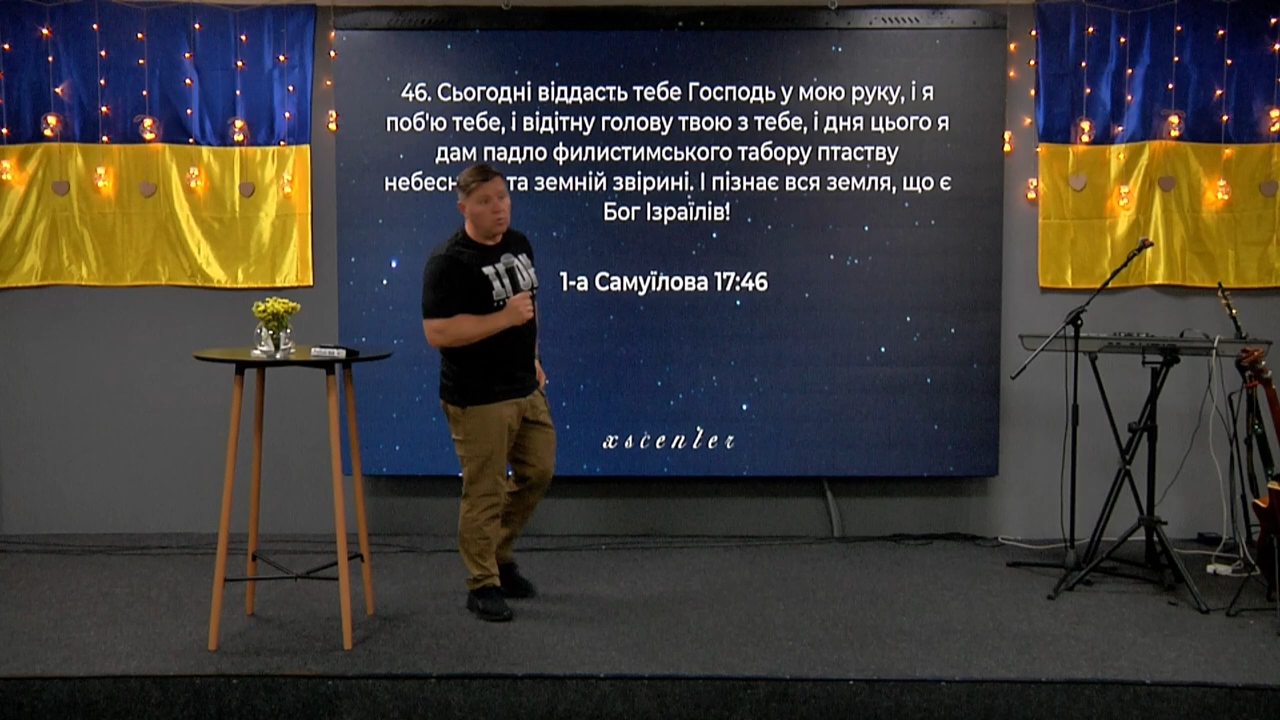 46. Сьогодні віддасть тебе Господь у мою руку, і я
поб'ю тебе, і відітну голову твою з тебе, і дня цього я
дам падло филистимського табору птаству
та земній звірині. І пізнає вся земля, що є
Бог Ізраїлів!
1-а Самуїлова 17:46
xscenter